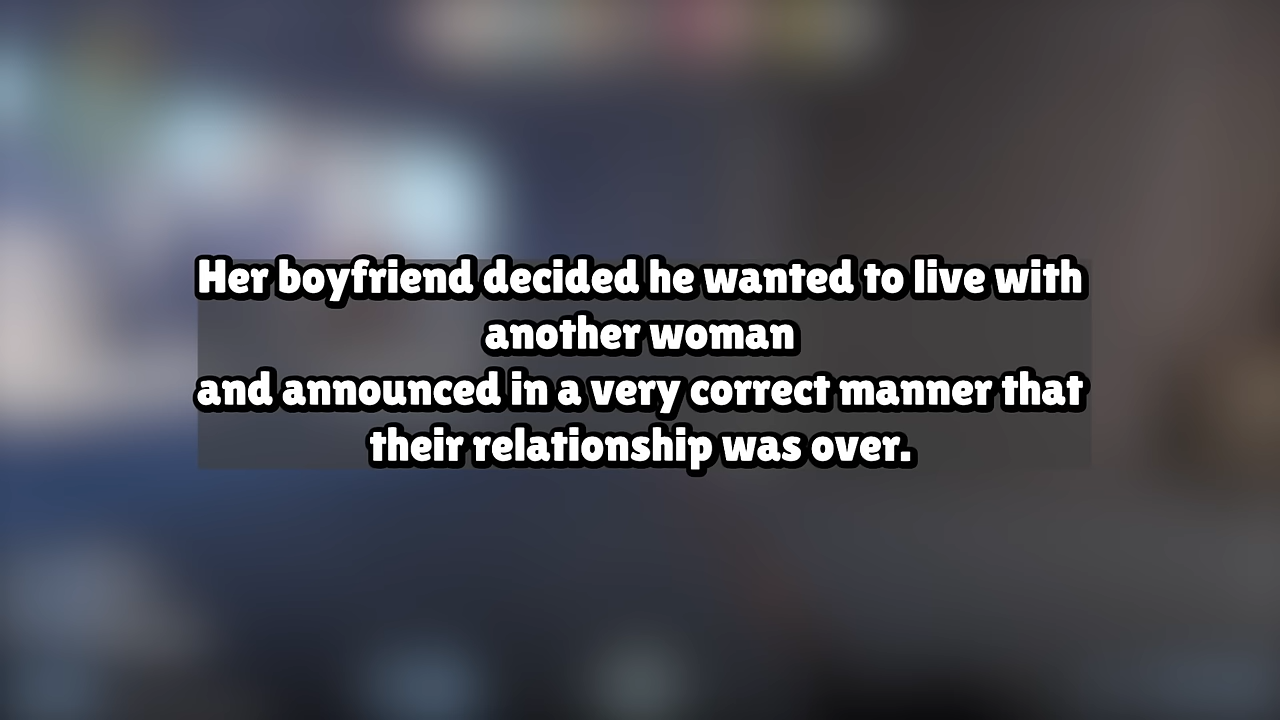 Her boyfriend decided he wanted to live with
another woman
and announced in a very correct manner that
their relationship was over.